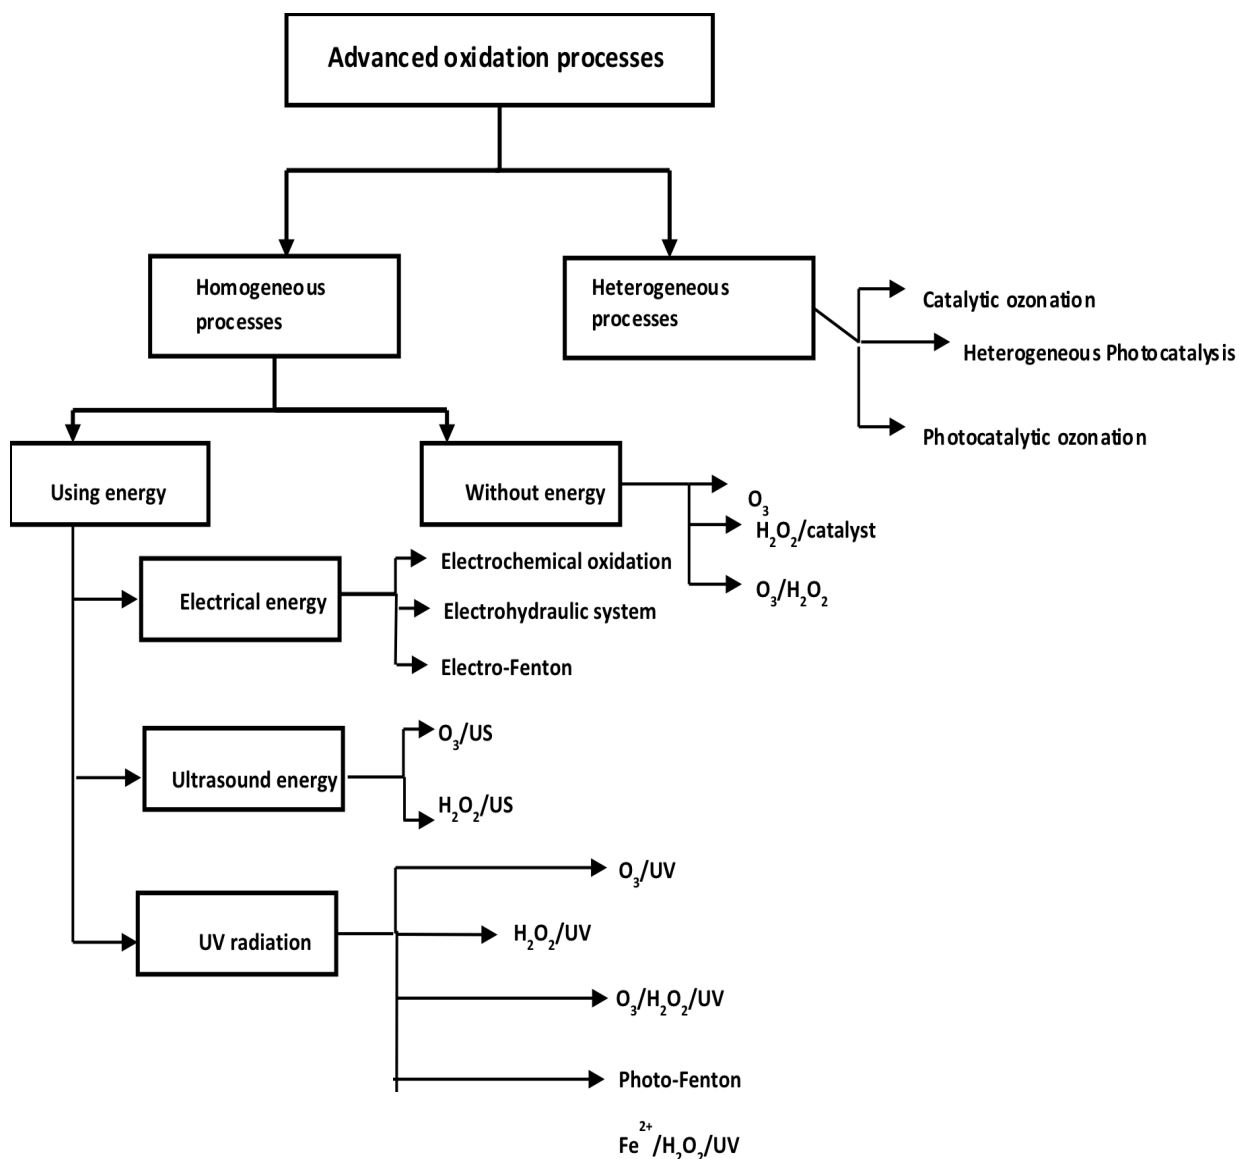 Advanced oxidation processes
Homogeneous
processes
Heterogeneous
processes
Catalytic ozonation
Heterogeneous Photocatalysis
Photocatalytic ozonation
Using energy
Without energy
O₃
H₂O₂/catalyst
O₃/H₂O₂
Electrical energy
Electrochemical oxidation
Electrohydraulic system
Electro-Fenton
Ultrasound energy
O₃/US
H₂O₂/US
UV radiation
O₃/UV
H₂O₂/UV
O₃/H₂O₂/UV
Photo-Fenton
Fe²⁺/H₂O₂/UV